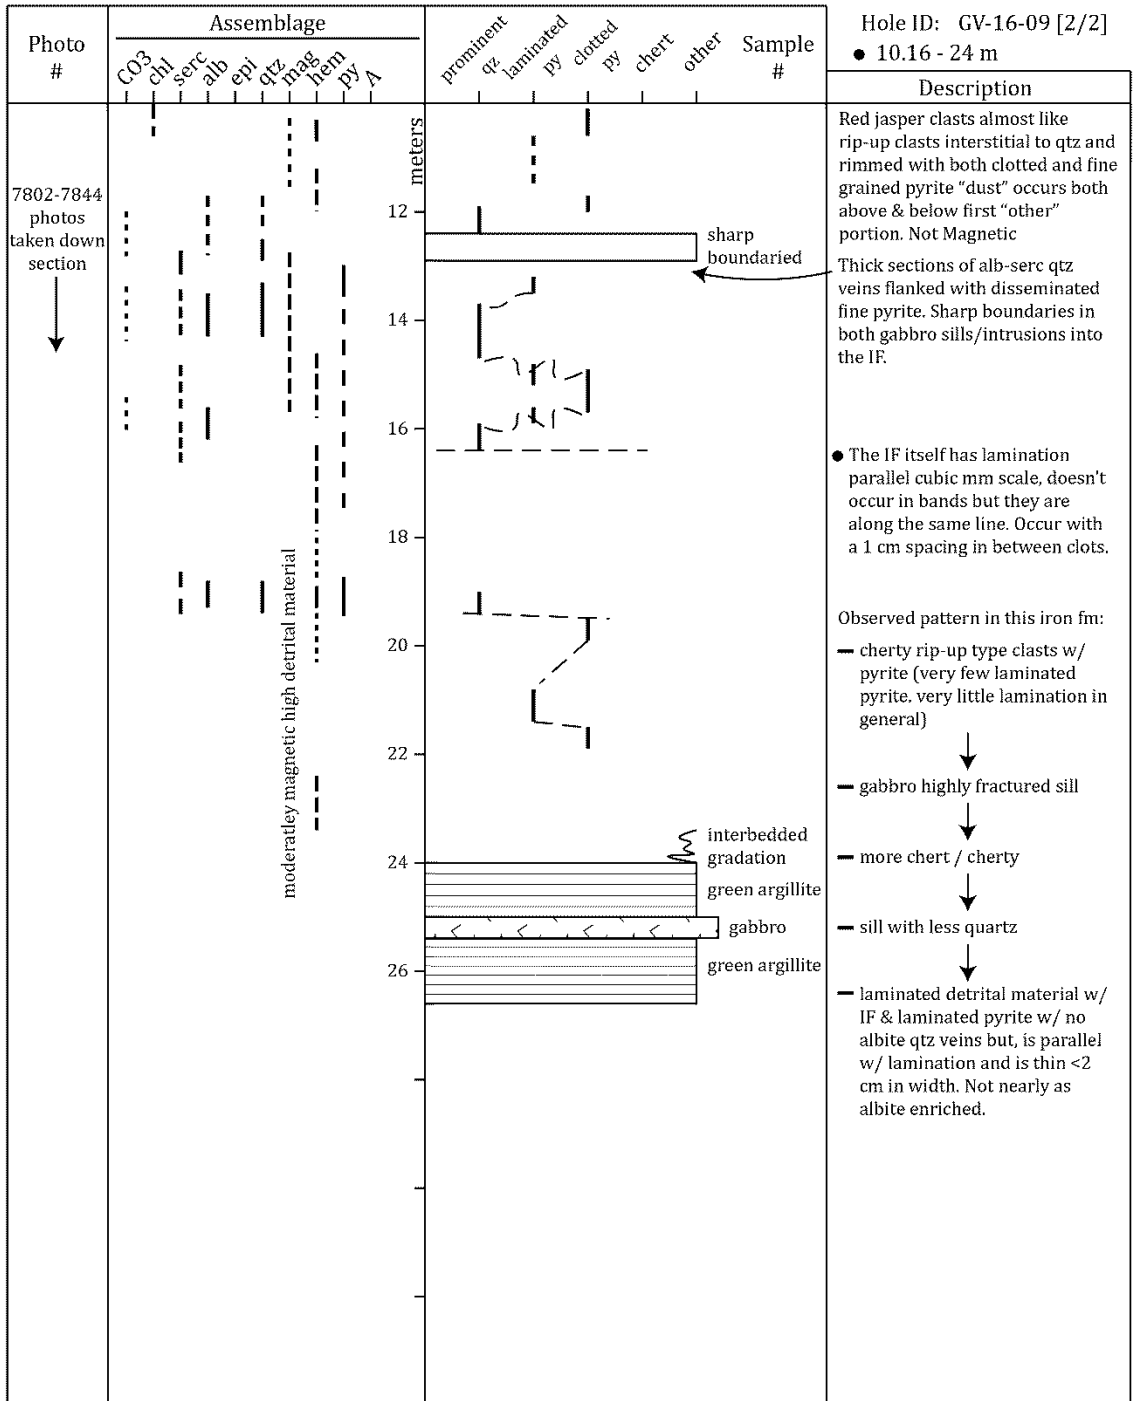 Photo
#
Assemblage
CO3
chl
serc
alb
epi
qtz
mag
hem
py
A
prominent
qz
laminated
py
clotted
py
chert
other
Sample
#
Hole ID: GV-16-09 [2/2]
● 10.16 - 24 m
Description
7802-7844
photos
taken down
section
meters
12
14
16
18
20
22
24
26
moderatley magnetic high detrital material
sharp
boundaried
interbedded
gradation
green argillite
gabbro
green argillite
Red jasper clasts almost like
rip-up clasts interstitial to qtz and
rimmed with both clotted and fine
grained pyrite “dust” occurs both
above & below first “other”
portion. Not Magnetic
Thick sections of alb-serc qtz
veins flanked with disseminated
fine pyrite. Sharp boundaries in
both gabbro sills/intrusions into
the IF.
● The IF itself has lamination
parallel cubic mm scale, doesn't
occur in bands but they are
along the same line. Occur with
a 1 cm spacing in between clots.
Observed pattern in this iron fm:
– cherty rip-up type clasts w/
pyrite (very few laminated
pyrite. very little lamination in
general)
– gabbro highly fractured sill
– more chert / cherty
– sill with less quartz
– laminated detrital material w/
IF & laminated pyrite w/ no
albite qtz veins but, is parallel
w/ lamination and is thin <2
cm in width. Not nearly as
albite enriched.